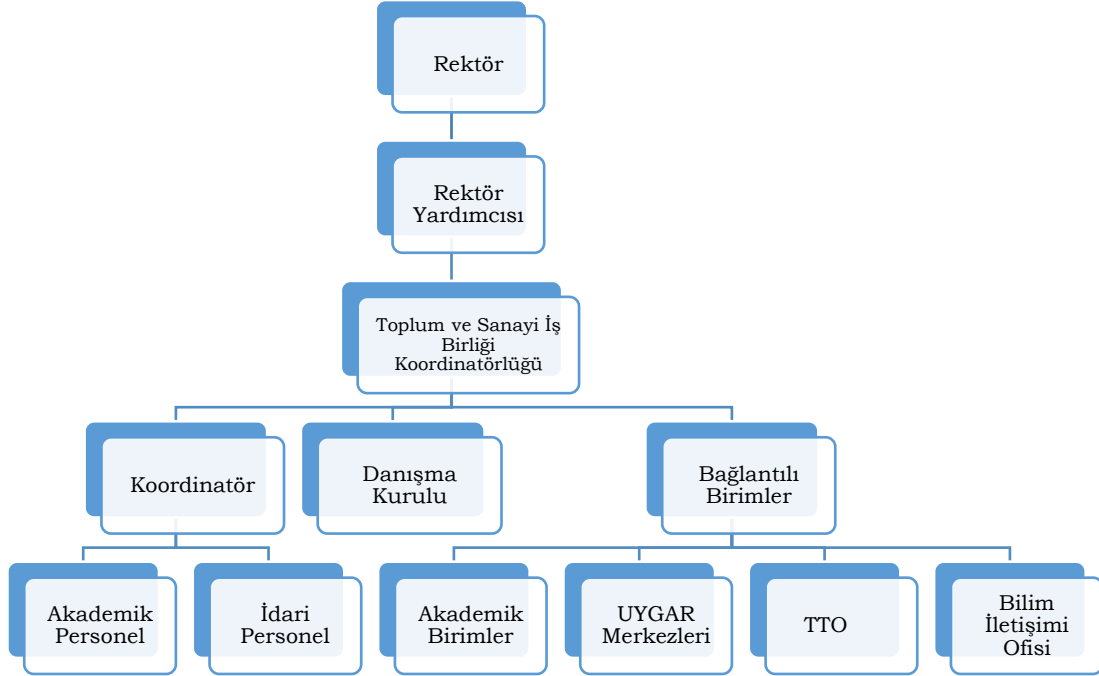 Rektör
Rektör
Yardımcısı
Toplum ve Sanayi İş
Birliği
Koordinatörlüğü
Koordinatör
Danışma
Kurulu
Bağlantılı
Birimler
Akademik
Personel
İdari
Personel
Akademik
Birimler
UYGAR
Merkezleri
TTO
Bilim
İletişimi
Ofisi